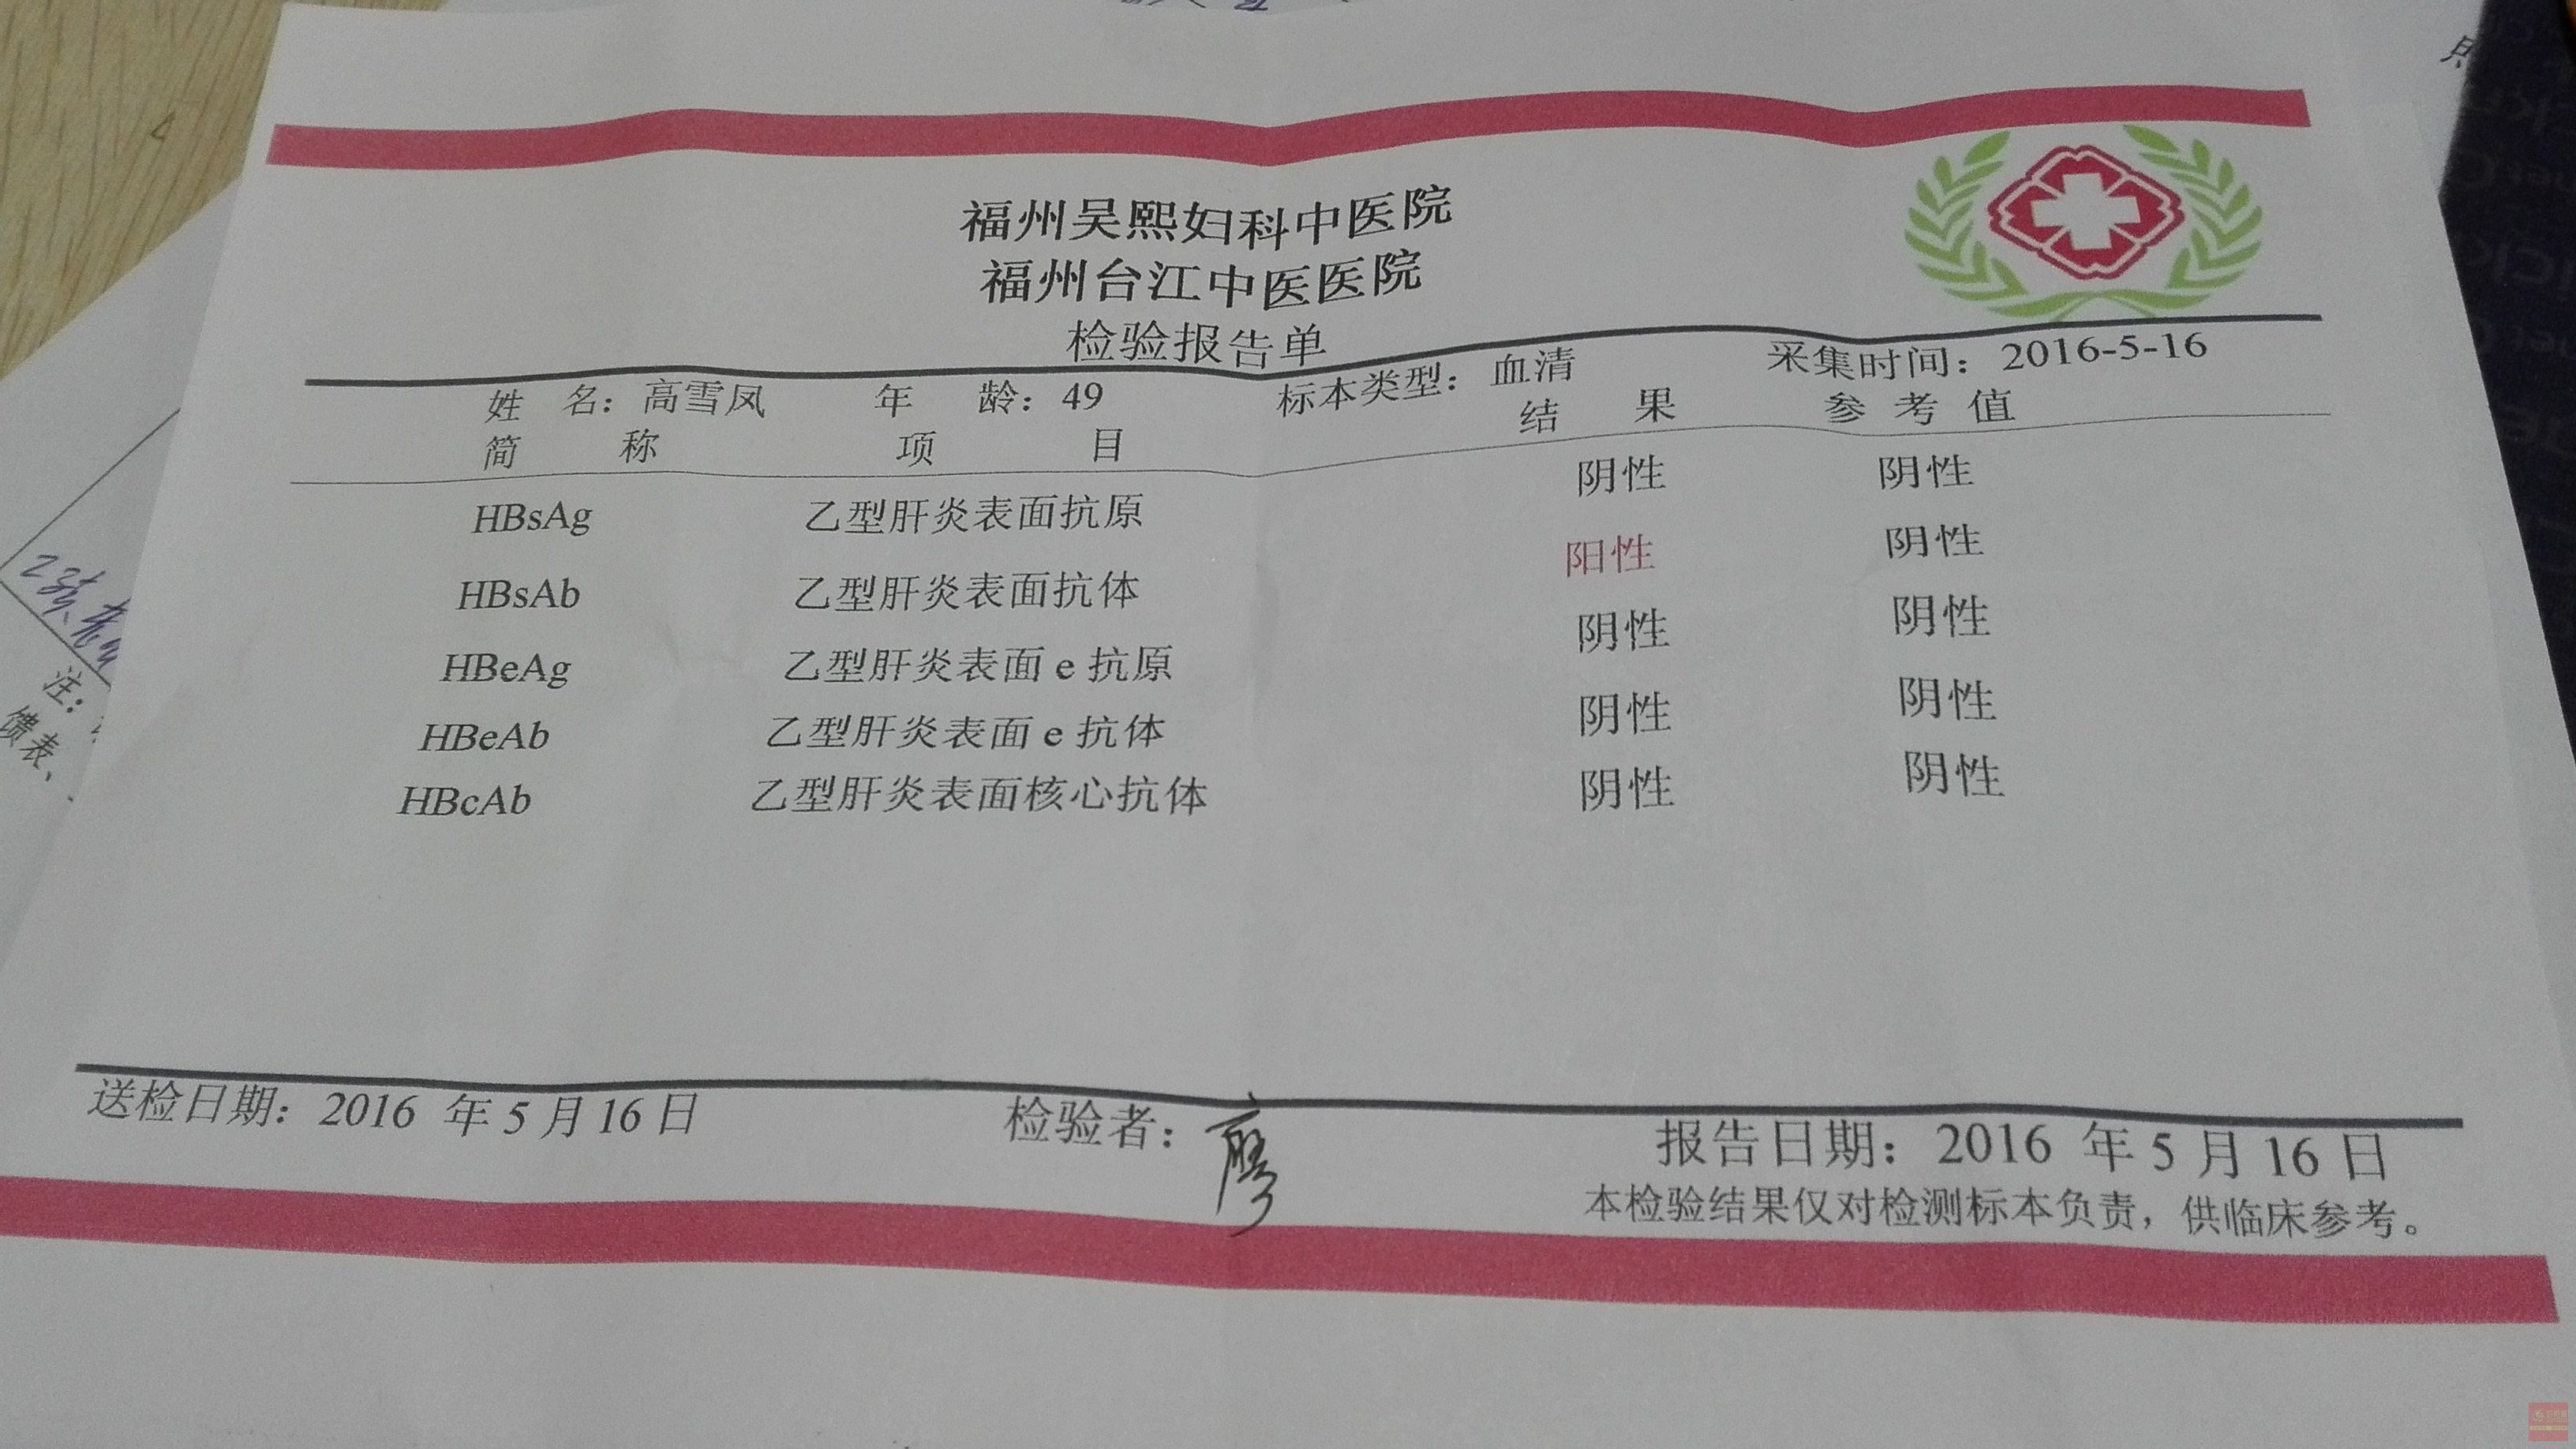 福州吴熙妇科中医院
福州台江中医医院
检验报告单
姓 名：高雪凤 年 龄：49 标本类型：血清 采集时间：2016-5-16
简 称 项 目 结 果 参 考 值
HBsAg 乙型肝炎表面抗原 阴性 阴性
HBsAb 乙型肝炎表面抗体 阳性 阴性
HBeAg 乙型肝炎表面 e 抗原 阴性 阴性
HBeAb 乙型肝炎表面 e 抗体 阴性 阴性
HBcAb 乙型肝炎表面核心抗体 阴性 阴性
注：
馈表、
送检日期：2016 年 5 月 16 日 检验者：廖 报告日期：2016 年 5 月 16 日
本检验结果仅对检测标本负责，供临床参考。